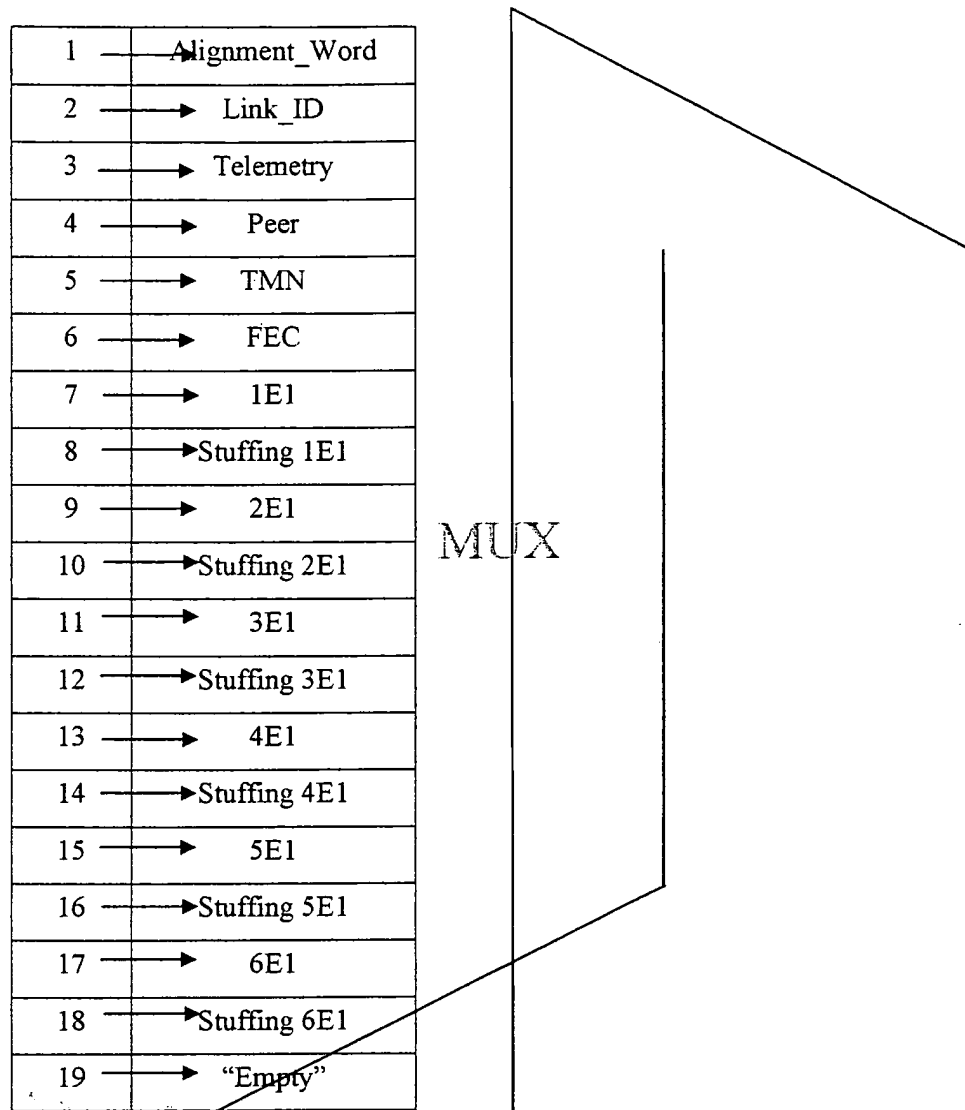 1 Alignment_Word
2 Link_ID
3 Telemetry
4 Peer
5 TMN
6 FEC
7 1E1
8 Stuffing 1E1
9 2E1
10 Stuffing 2E1
11 3E1
12 Stuffing 3E1
13 4E1
14 Stuffing 4E1
15 5E1
16 Stuffing 5E1
17 6E1
18 Stuffing 6E1
19 “Empty”
MUX